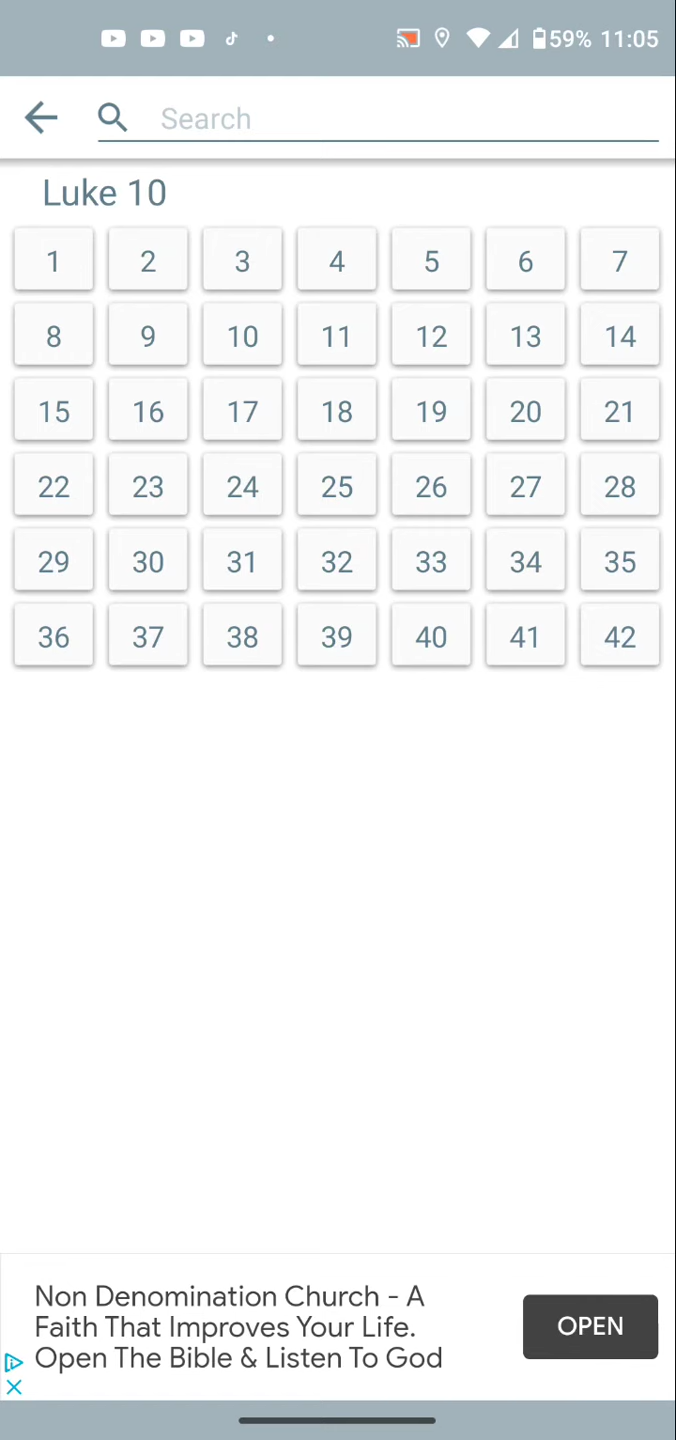 59% 11:05
Search
Luke 10
1 2 3 4 5 6 7
8 9 10 11 12 13 14
15 16 17 18 19 20 21
22 23 24 25 26 27 28
29 30 31 32 33 34 35
36 37 38 39 40 41 42
Non Denomination Church - A
Faith That Improves Your Life.
Open The Bible & Listen To God
OPEN